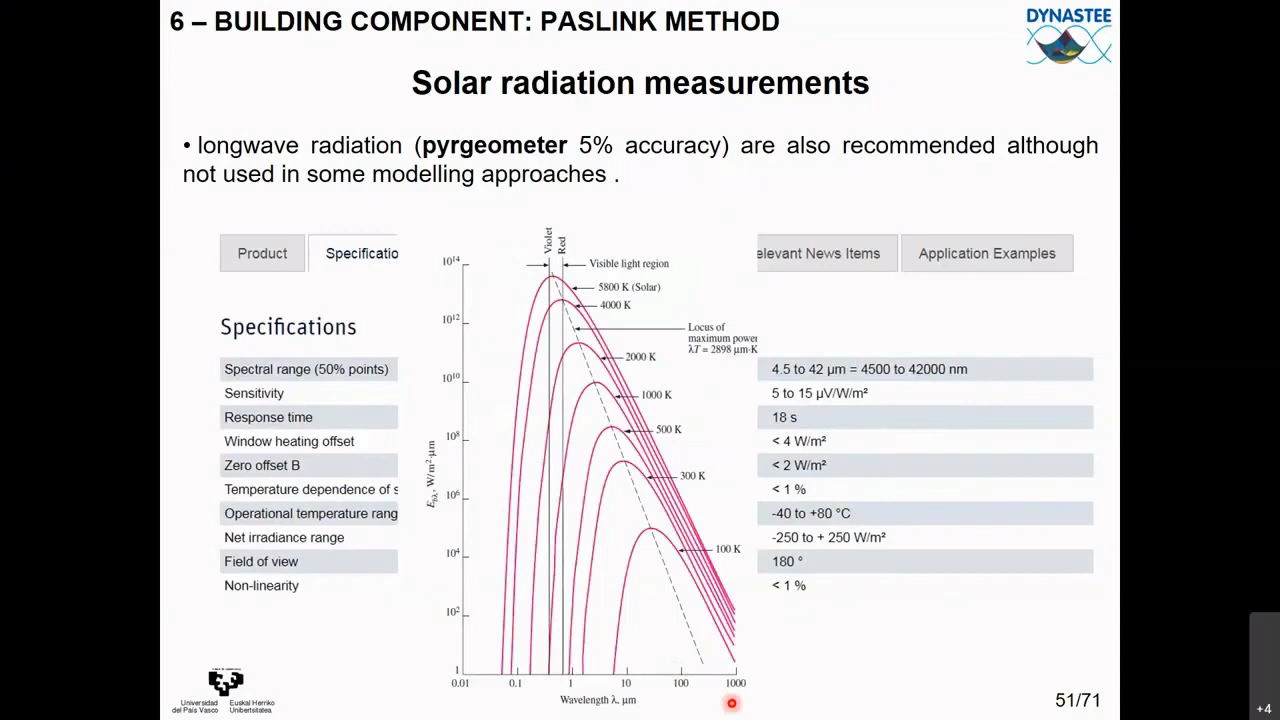 6 – BUILDING COMPONENT: PASLINK METHOD
DYNASTEE
Solar radiation measurements
• longwave radiation (pyrgeometer 5% accuracy) are also recommended although
not used in some modelling approaches .
Product
Specificatio
elevant News Items
Application Examples
Specifications
Spectral range (50% points)
4.5 to 42 µm = 4500 to 42000 nm
Sensitivity
5 to 15 µV/W/m²
Response time
18 s
Window heating offset
< 4 W/m²
Zero offset B
< 2 W/m²
Temperature dependence of s
< 1 %
Operational temperature rang
-40 to +80 °C
Net irradiance range
-250 to + 250 W/m²
Field of view
180 °
Non-linearity
< 1 %
Violet
Red
Visible light region
5800 K (Solar)
4000 K
Locus of
maximum power
λT = 2898 µm·K
2000 K
1000 K
500 K
300 K
100 K
10¹⁴
10¹²
10¹⁰
10⁸
10⁶
10⁴
10²
1
Ebλ, W/m²·µm
0.01 0.1 1 10 100 1000
Wavelength λ, µm
Universidad Euskal Herriko
del País Vasco Unibertsitatea
51/71
+4